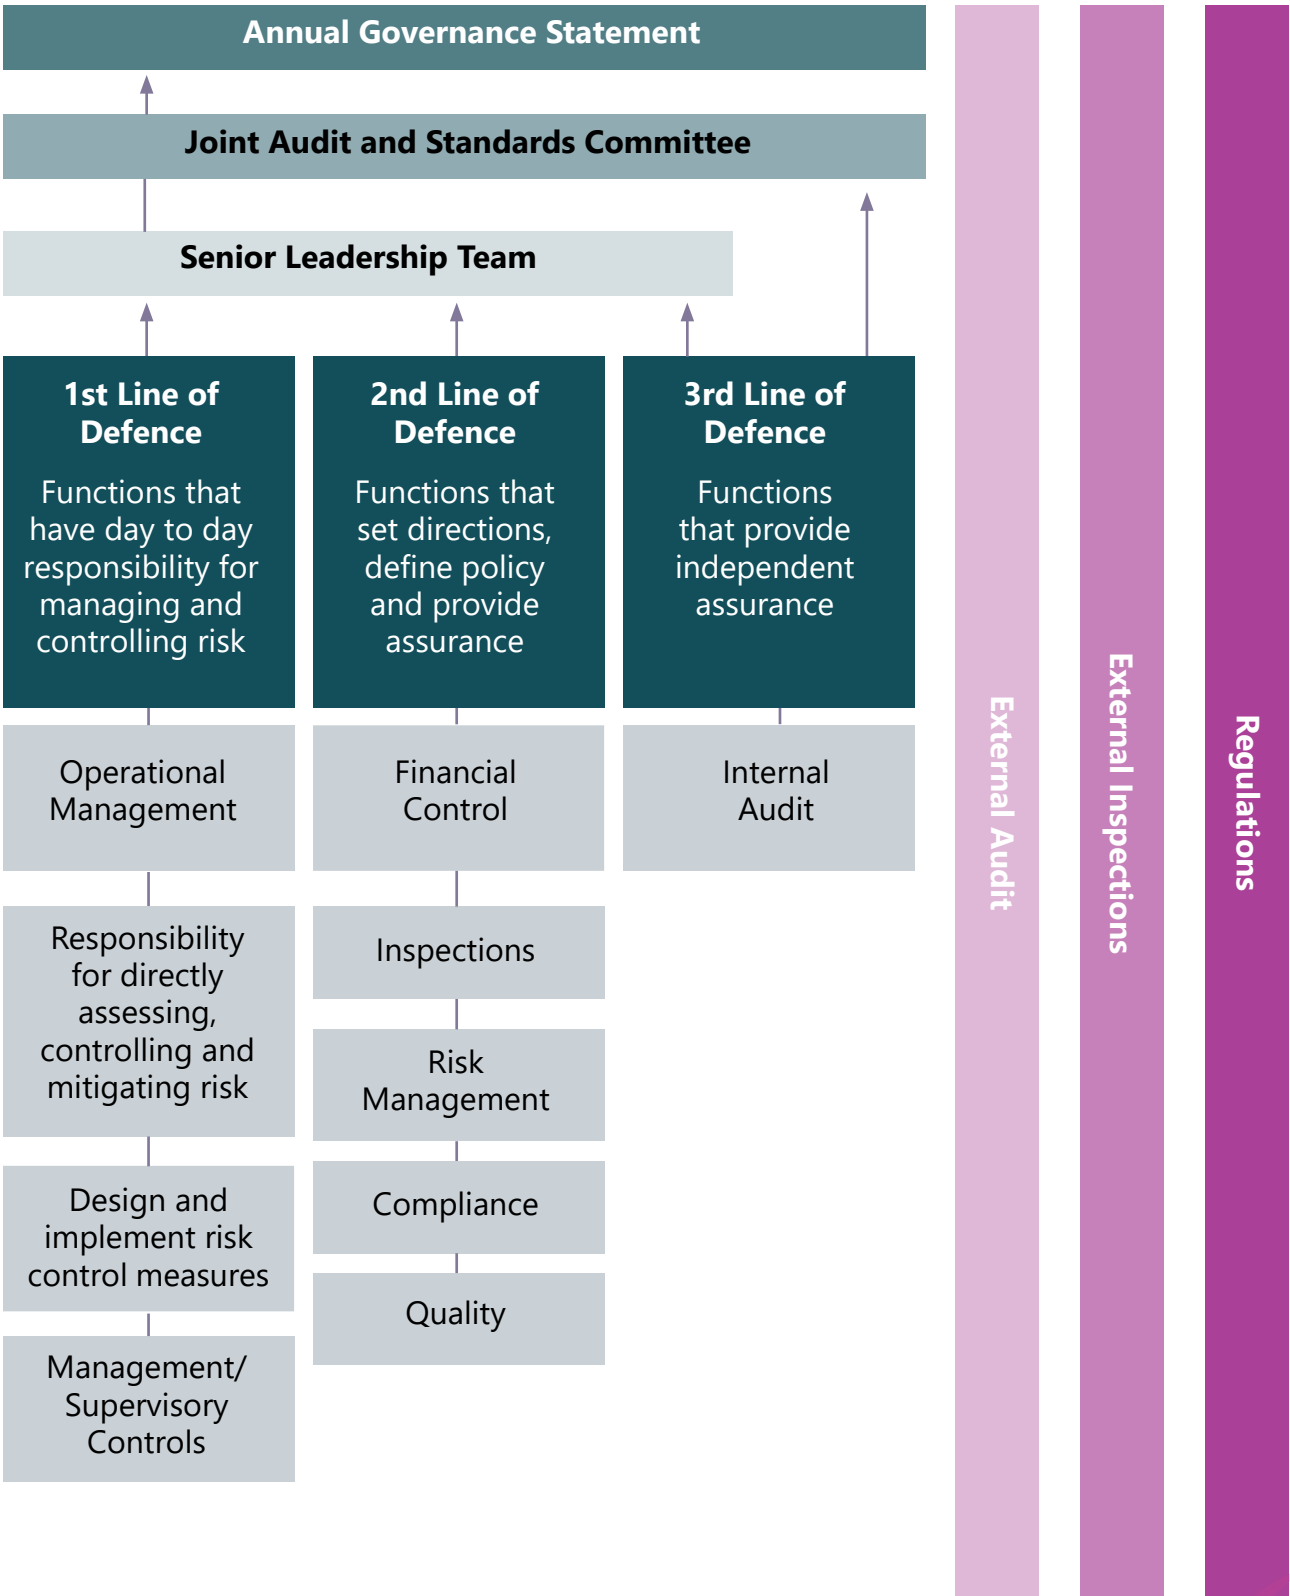 Annual Governance Statement
Joint Audit and Standards Committee
Senior Leadership Team
1st Line of
Defence
Functions that
have day to day
responsibility for
managing and
controlling risk
2nd Line of
Defence
Functions that
set directions,
define policy
and provide
assurance
3rd Line of
Defence
Functions
that provide
independent
assurance
Operational
Management
Responsibility
for directly
assessing,
controlling and
mitigating risk
Design and
implement risk
control measures
Management/
Supervisory
Controls
Financial
Control
Inspections
Risk
Management
Compliance
Quality
Internal
Audit
External Audit
External Inspections
Regulations